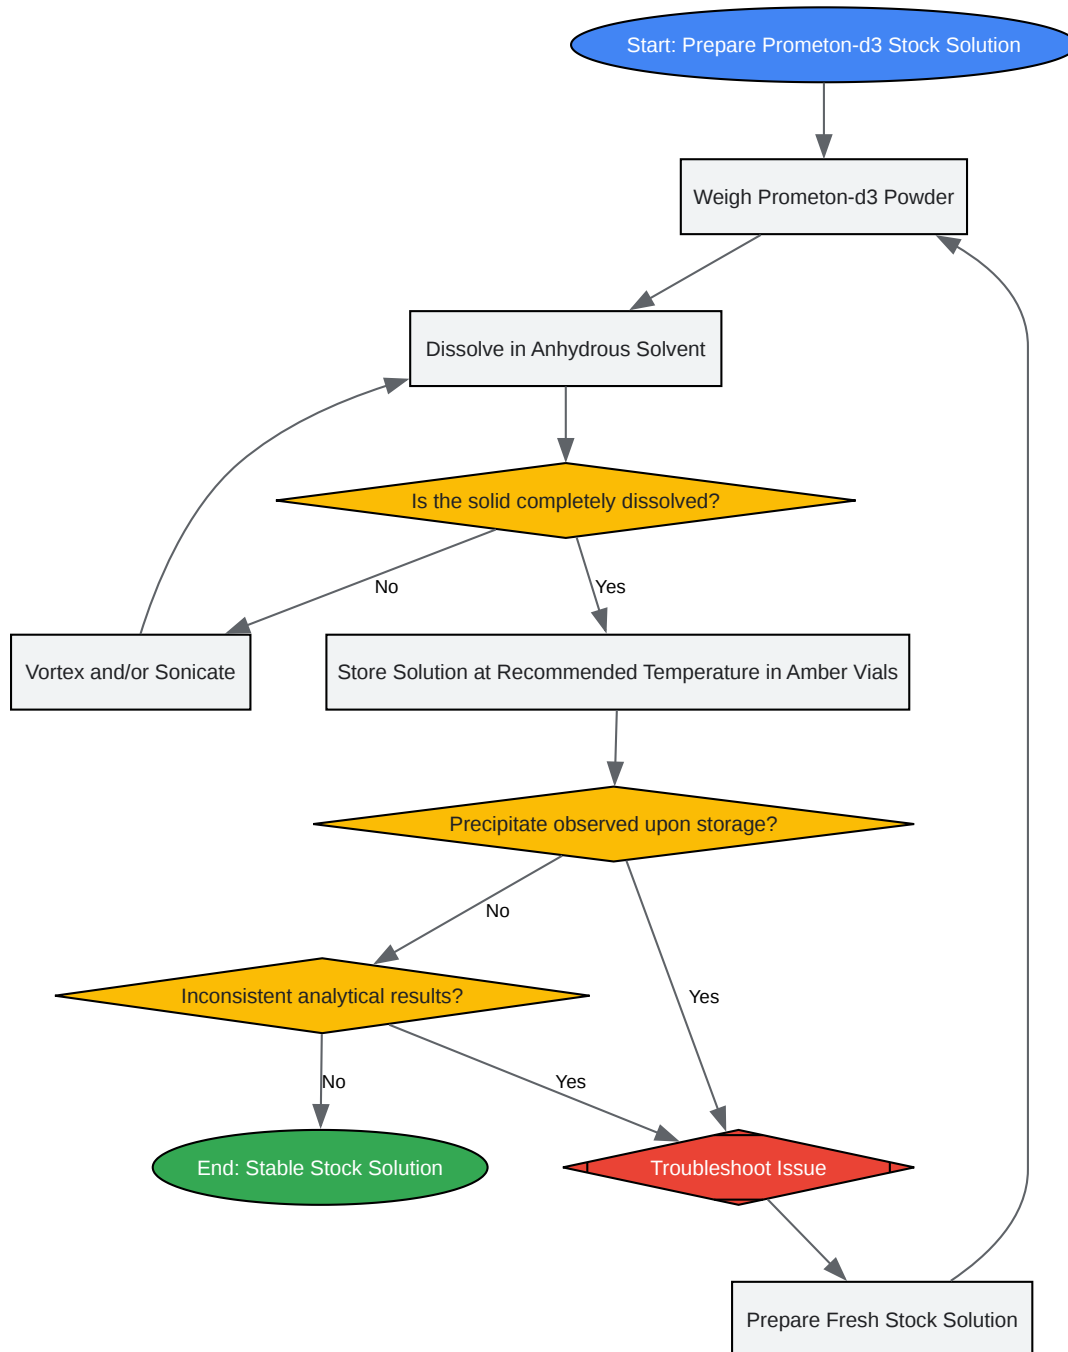 Start: Prepare Prometon-d3 Stock Solution
Weigh Prometon-d3 Powder
Dissolve in Anhydrous Solvent
Is the solid completely dissolved?
No
Yes
Vortex and/or Sonicate
Store Solution at Recommended Temperature in Amber Vials
Precipitate observed upon storage?
No
Inconsistent analytical results?
Yes
No
Yes
End: Stable Stock Solution
Troubleshoot Issue
Prepare Fresh Stock Solution